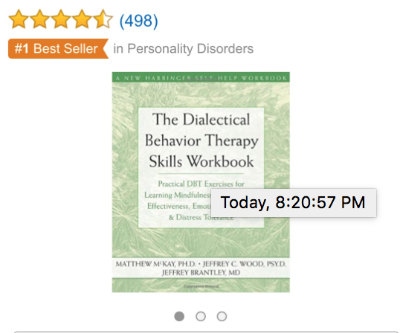 (498)
#1 Best Seller in Personality Disorders
A NEW HARBINGER SELF-HELP WORKBOOK
The Dialectical
Behavior Therapy
Skills Workbook
Practical DBT Exercises for
Learning Mindfulness,
Effectiveness,
& Distress Tolerance
Today, 8:20:57 PM
MATTHEW McKAY, PH.D. • JEFFREY C. WOOD, PSY.D.
JEFFREY BRANTLEY, MD